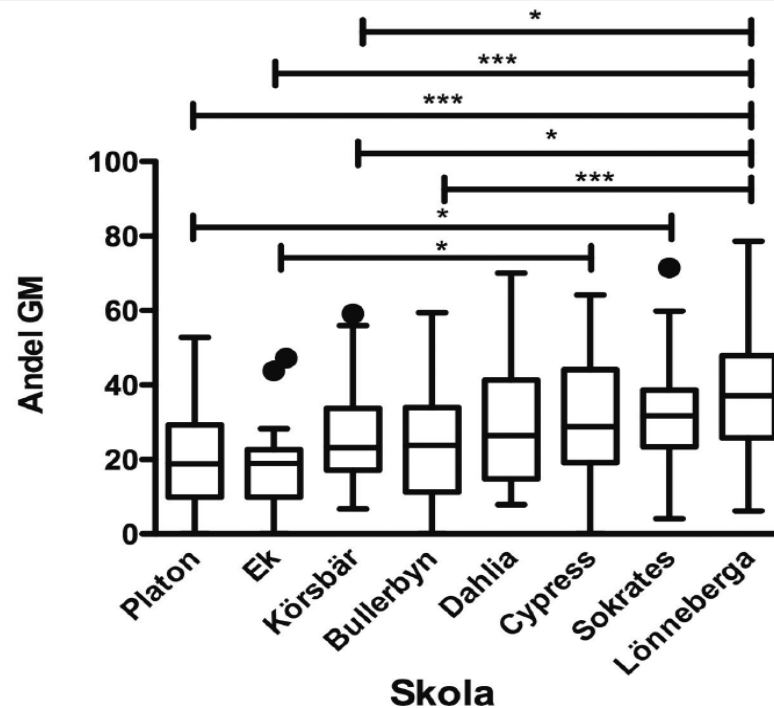 *
***
***
*
***
*
*
100
80
60
40
20
0
Andel GM
Platon
Ek
Körsbär
Bullerbyn
Dahlia
Cypress
Sokrates
Lönneberga
Skola